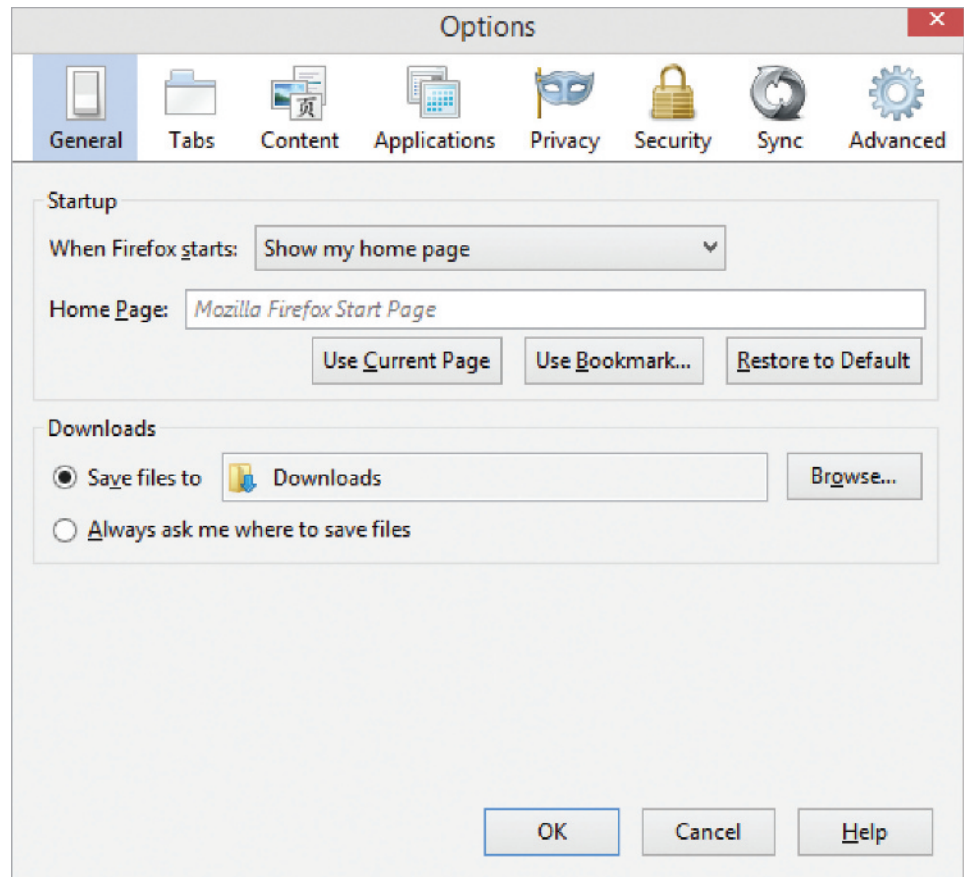 Options
General Tabs Content Applications Privacy Security Sync Advanced
Startup
When Firefox starts: Show my home page
Home Page: Mozilla Firefox Start Page
Use Current Page Use Bookmark... Restore to Default
Downloads
Save files to Downloads Browse...
Always ask me where to save files
OK Cancel Help